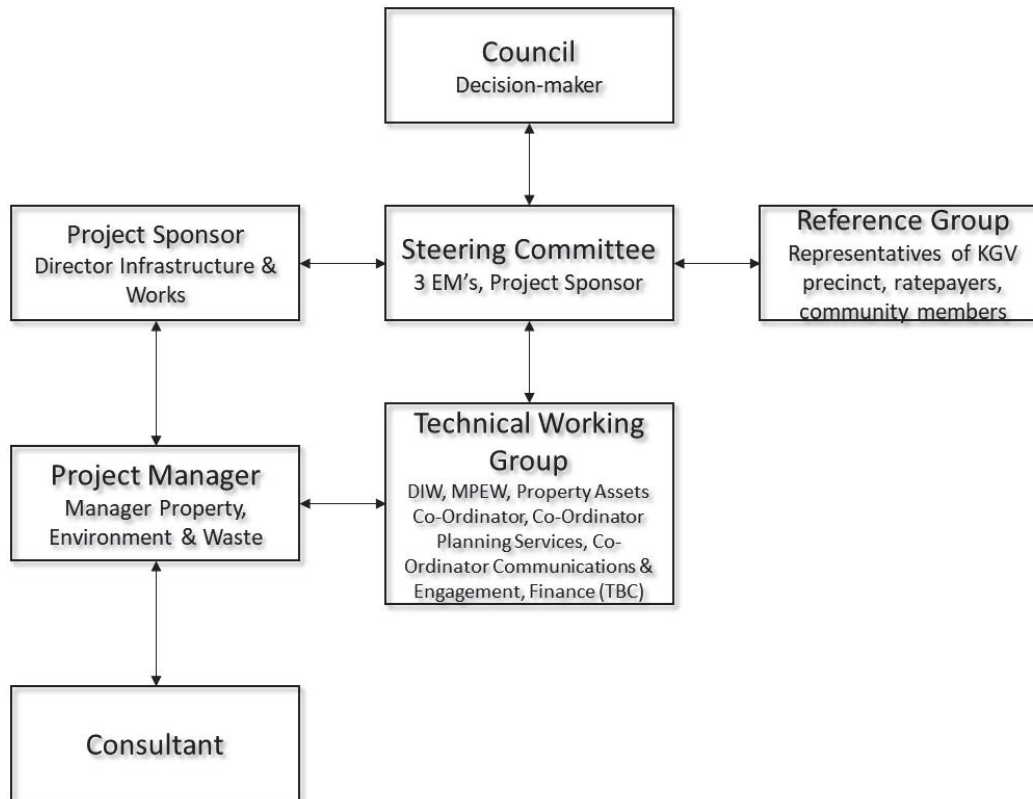 Council
Decision-maker
Project Sponsor
Director Infrastructure &
Works
Steering Committee
3 EM’s, Project Sponsor
Reference Group
Representatives of KGV
precinct, ratepayers,
community members
Project Manager
Manager Property,
Environment & Waste
Technical Working
Group
DIW, MPEW, Property Assets
Co-Ordinator, Co-Ordinator
Planning Services, Co-
Ordinator Communications &
Engagement, Finance (TBC)
Consultant